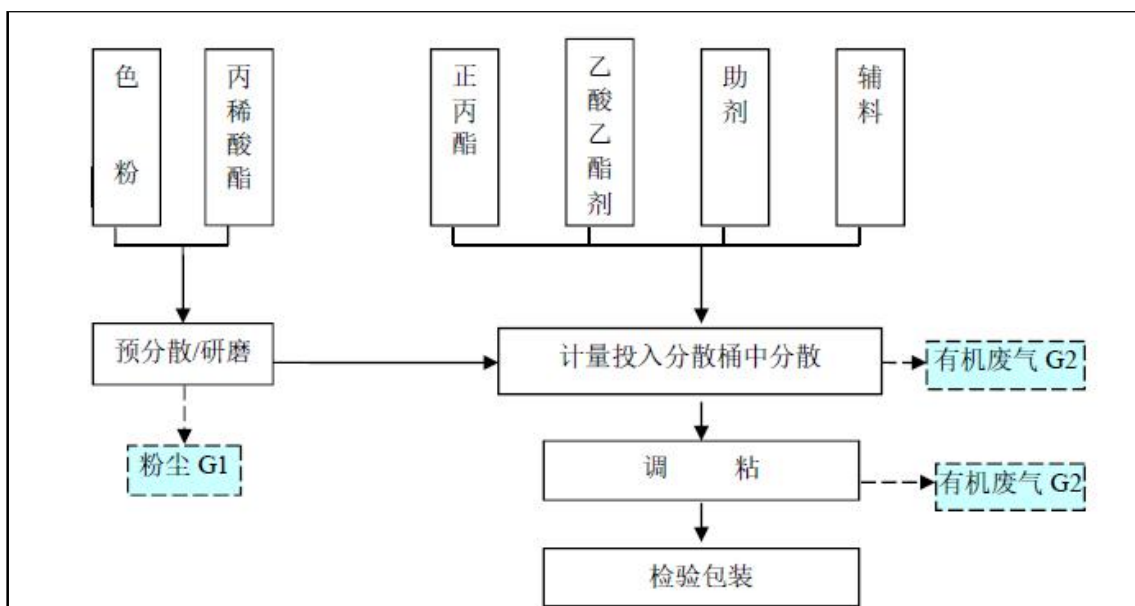 色粉
丙稀酸酯
正丙酯
乙酸乙酯剂
助剂
辅料
预分散/研磨
计量投入分散桶中分散
有机废气 G2
粉尘 G1
调 粘
有机废气 G2
检验包装